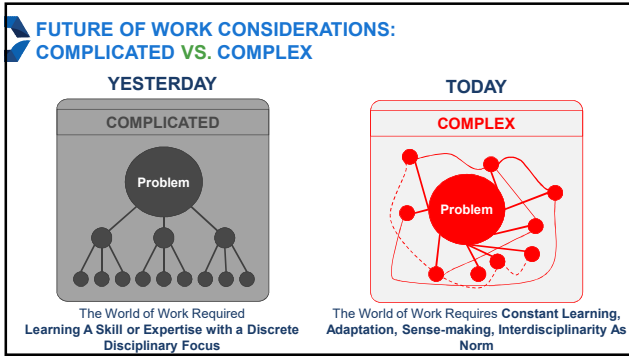 FUTURE OF WORK CONSIDERATIONS:
COMPLICATED VS. COMPLEX
YESTERDAY
COMPLICATED
Problem
The World of Work Required
Learning A Skill or Expertise with a Discrete
Disciplinary Focus
TODAY
COMPLEX
Problem
The World of Work Requires Constant Learning,
Adaptation, Sense-making, Interdisciplinarity As
Norm